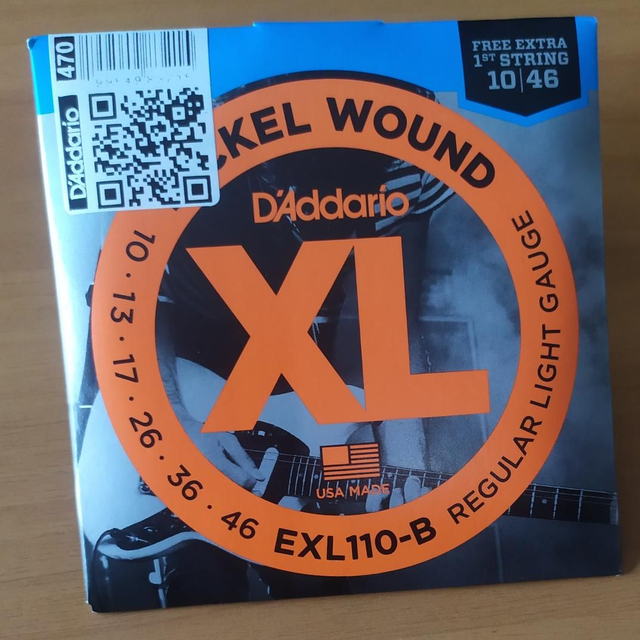 470
D'Addario
FREE EXTRA
1ST STRING
10|46
CKEL WOUND
D'Addario
XL
10 · 13 · 17 · 26 · 36 · 46
EXL110-B
REGULAR LIGHT GAUGE
USA MADE